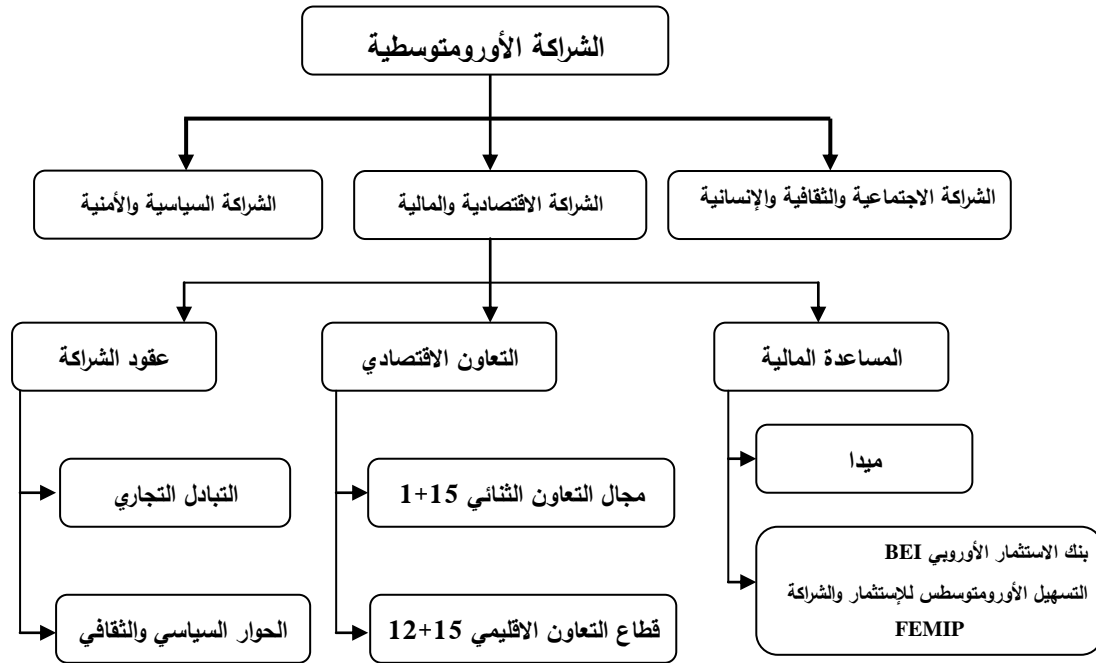 الشراكة الأورومتوسطية
الشراكة الاجتماعية والثقافية والإنسانية
الشراكة الاقتصادية والمالية
الشراكة السياسية والأمنية
المساعدة المالية
التعاون الاقتصادي
عقود الشراكة
ميدا
مجال التعاون الثنائي 15+1
التبادل التجاري
بنك الاستثمار الأوروبي BEI
التسهيل الأورومتوسطس للإستثمار والشراكة
FEMIP
قطاع التعاون الاقليمي 15+12
الحوار السياسي والثقافي